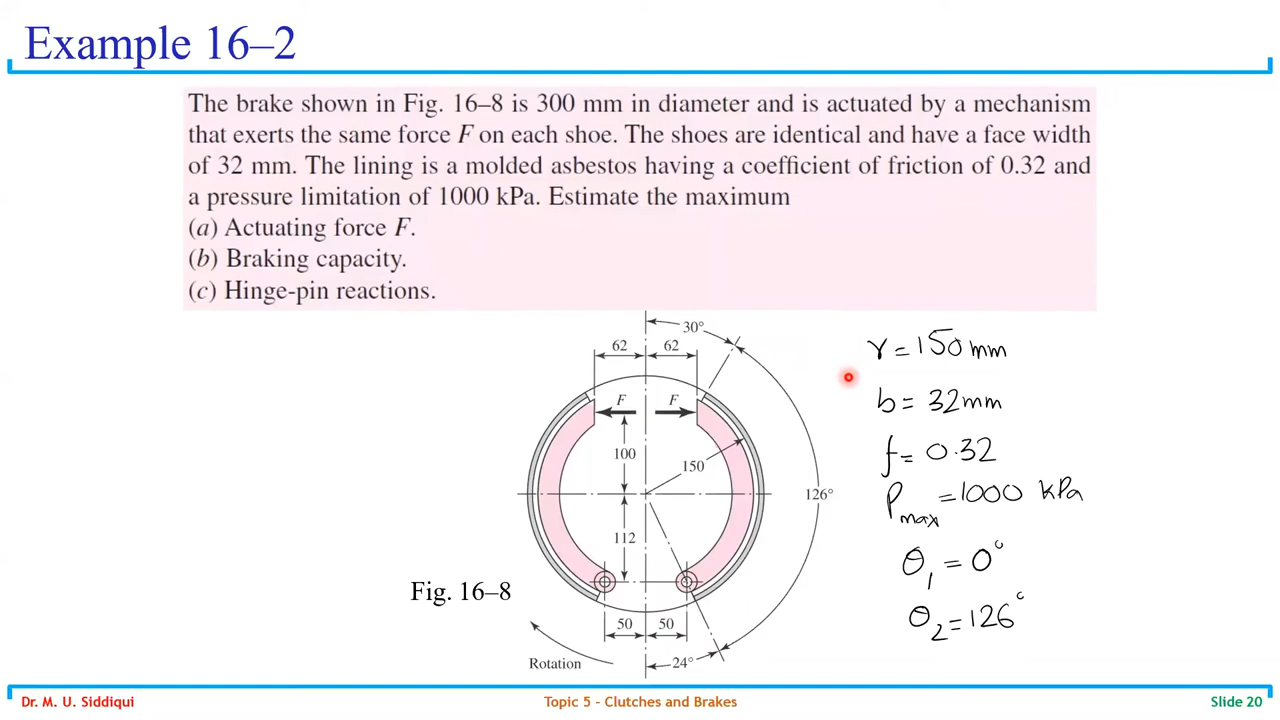 Example 16–2
The brake shown in Fig. 16–8 is 300 mm in diameter and is actuated by a mechanism
that exerts the same force F on each shoe. The shoes are identical and have a face width
of 32 mm. The lining is a molded asbestos having a coefficient of friction of 0.32 and
a pressure limitation of 1000 kPa. Estimate the maximum
(a) Actuating force F.
(b) Braking capacity.
(c) Hinge-pin reactions.
30°
62 62
F F
100
150
126°
112
Fig. 16–8
50 50
Rotation
24°
r = 150 mm
b = 32 mm
f = 0.32
Pmax = 1000 kPa
θ1 = 0°
θ2 = 126°
Dr. M. U. Siddiqui
Topic 5 - Clutches and Brakes
Slide 20